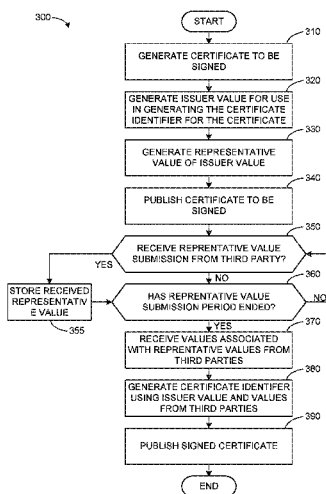 300
START
310
GENERATE CERTIFICATE TO BE
SIGNED
320
GENERATE ISSUER VALUE FOR USE
IN GENERATING THE CERTIFICATE
IDENTIFIER FOR THE CERTIFICATE
330
GENERATE REPRESENTATIVE
VALUE OF ISSUER VALUE
340
PUBLISH CERTIFICATE TO BE
SIGNED
350
RECEIVE REPRENTATIVE VALUE
SUBMISSION FROM THIRD PARTY?
YES
NO
360
STORE RECEIVED
REPRESENTATIV
E VALUE
355
HAS REPRENTATIVE VALUE
SUBMISSION PERIOD ENDED?
NO
YES
370
RECEIVE VALUES ASSOCIATED
WITH REPRENTATIVE VALUES FROM
THIRD PARTIES
380
GENERATE CERTIFICATE IDENTIFER
USING ISSUER VALUE AND VALUES
FROM THIRD PARTIES
390
PUBLISH SIGNED CERTIFICATE
END